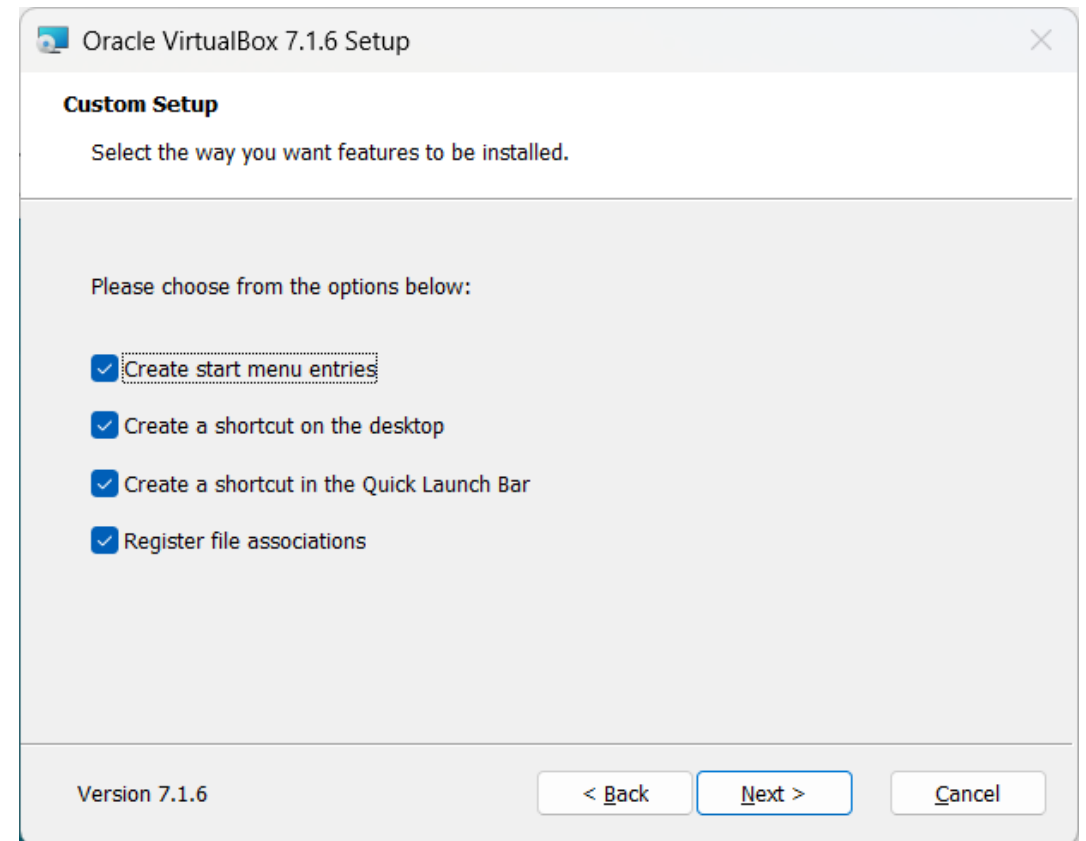 Oracle VirtualBox 7.1.6 Setup
Custom Setup
Select the way you want features to be installed.
Please choose from the options below:
Create start menu entries
Create a shortcut on the desktop
Create a shortcut in the Quick Launch Bar
Register file associations
Version 7.1.6
< Back
Next >
Cancel